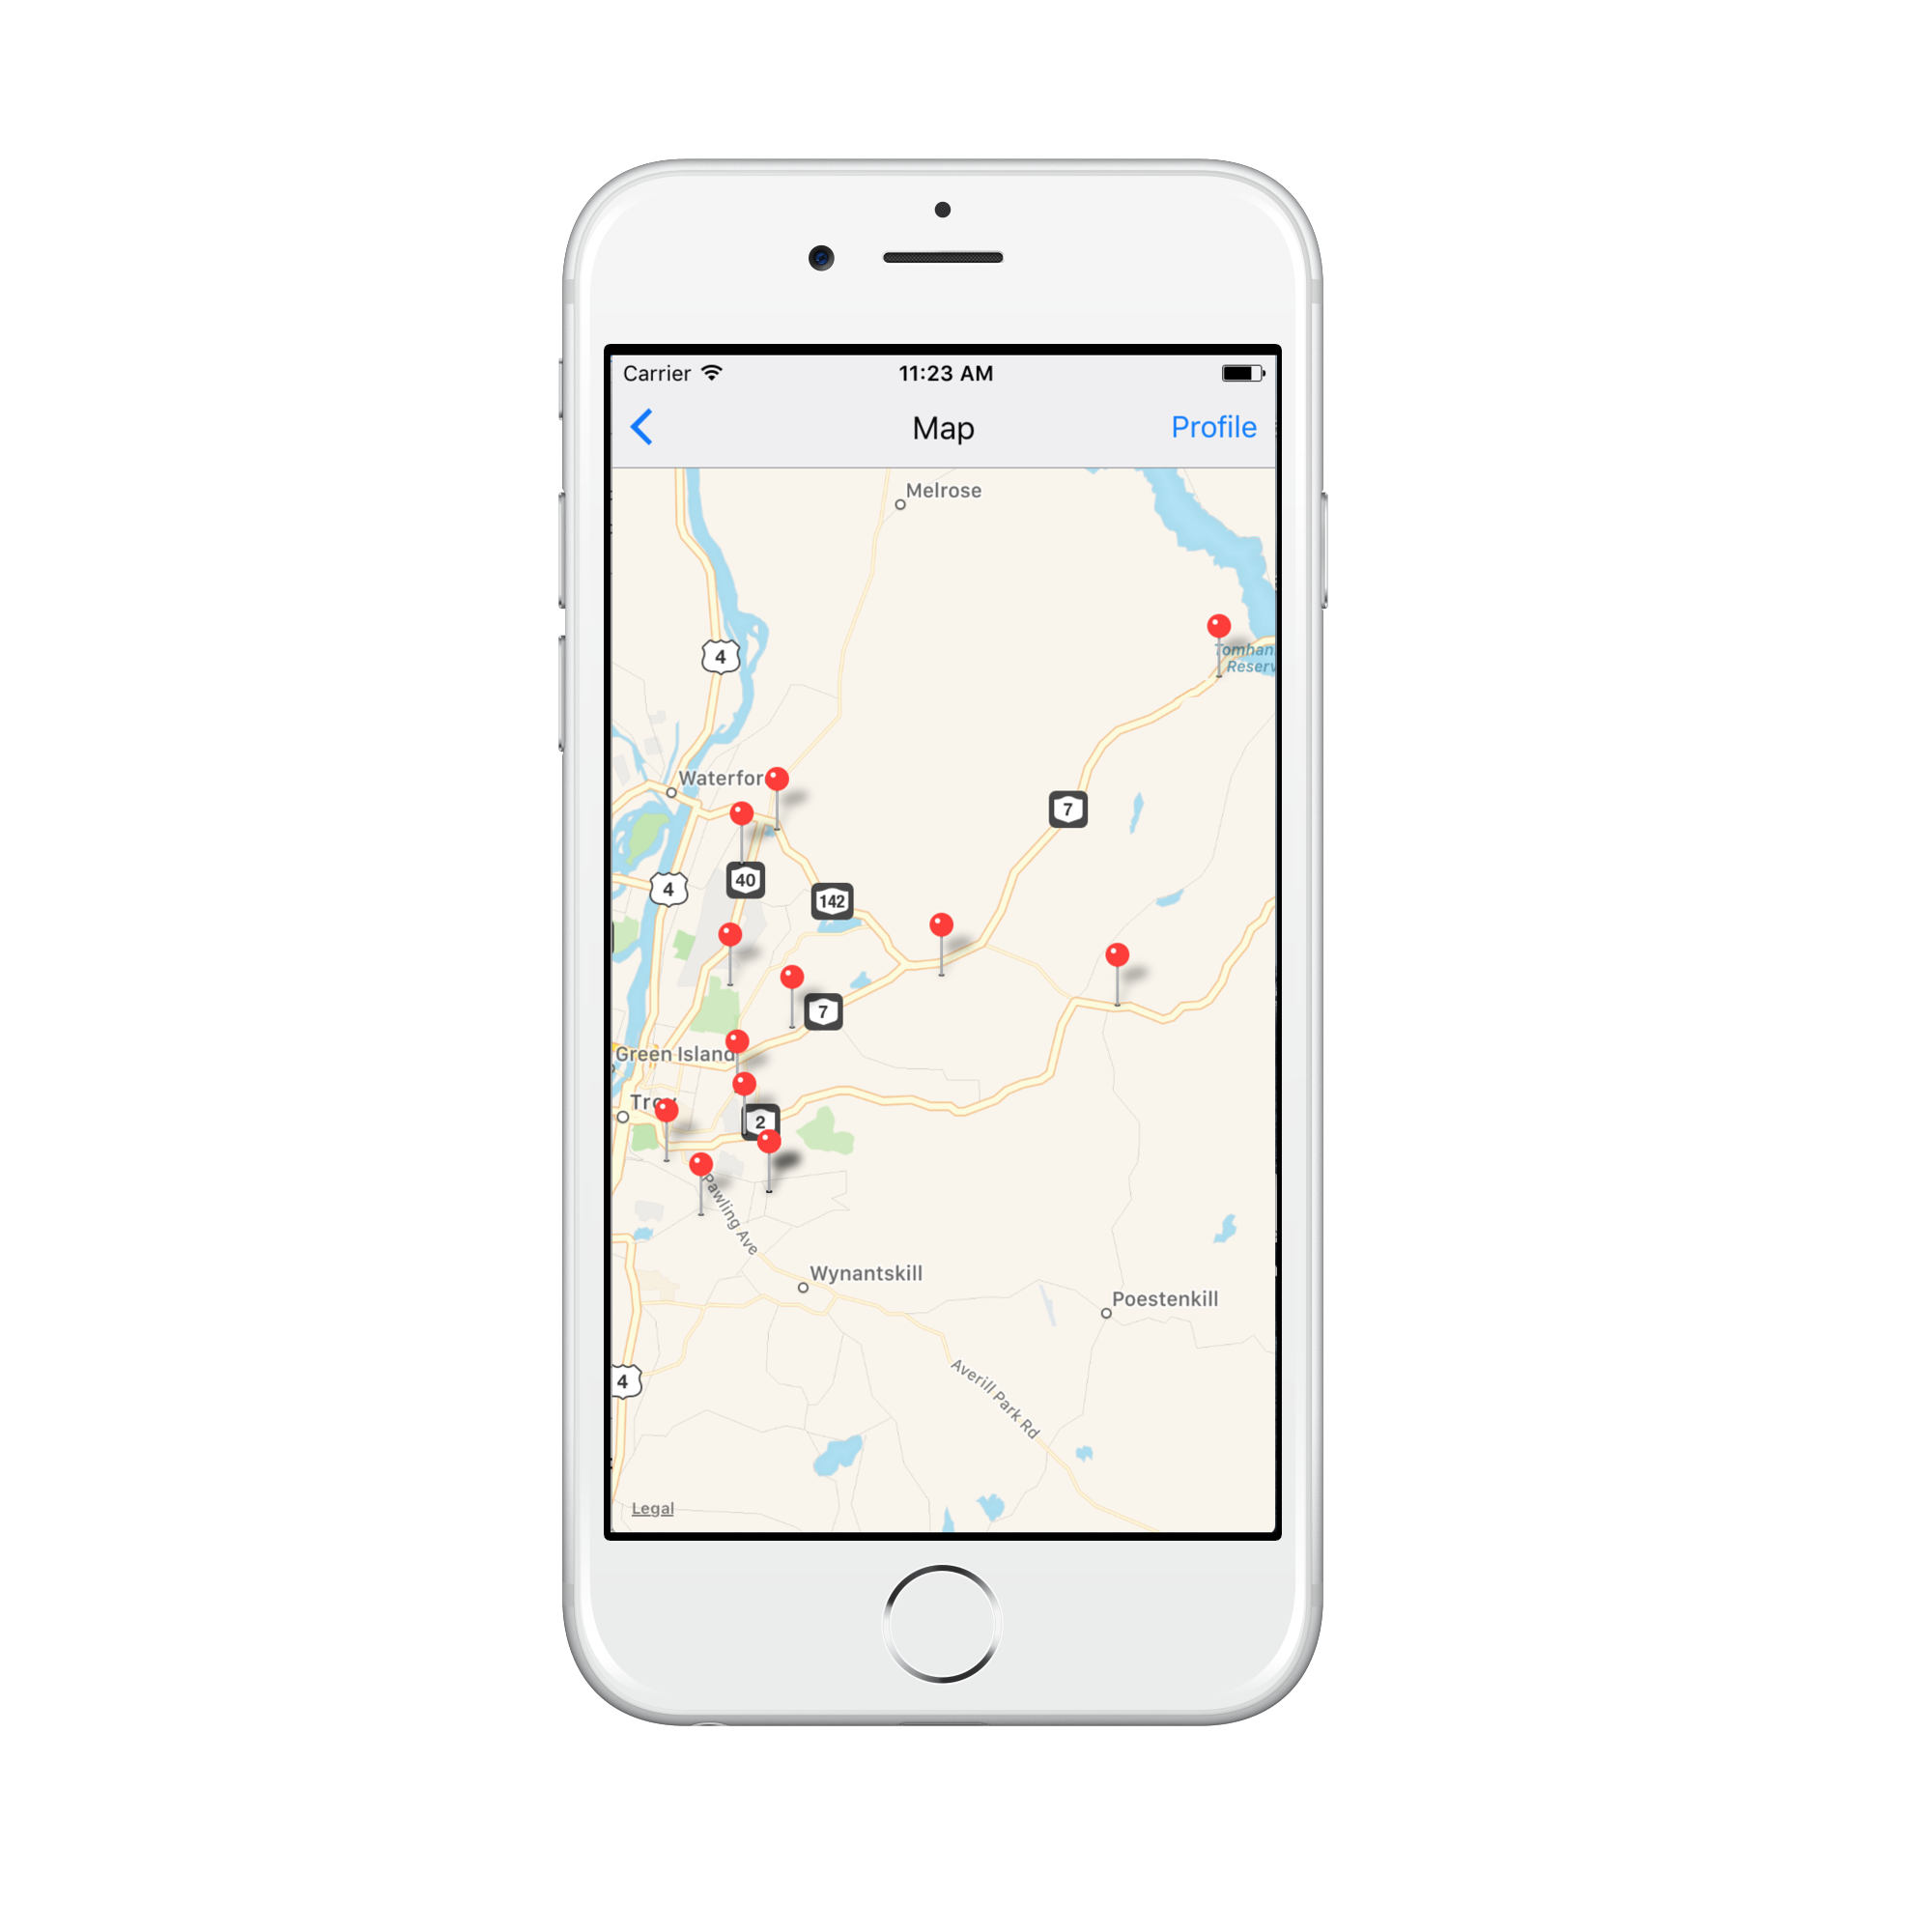 Carrier
11:23 AM
Map
Profile
Melrose
4
Tomhan
Reserv
Waterfor
7
40
4
142
7
Green Island
Troy
2
Pawling Ave
Wynantskill
Poestenkill
Averill Park Rd
4
Legal